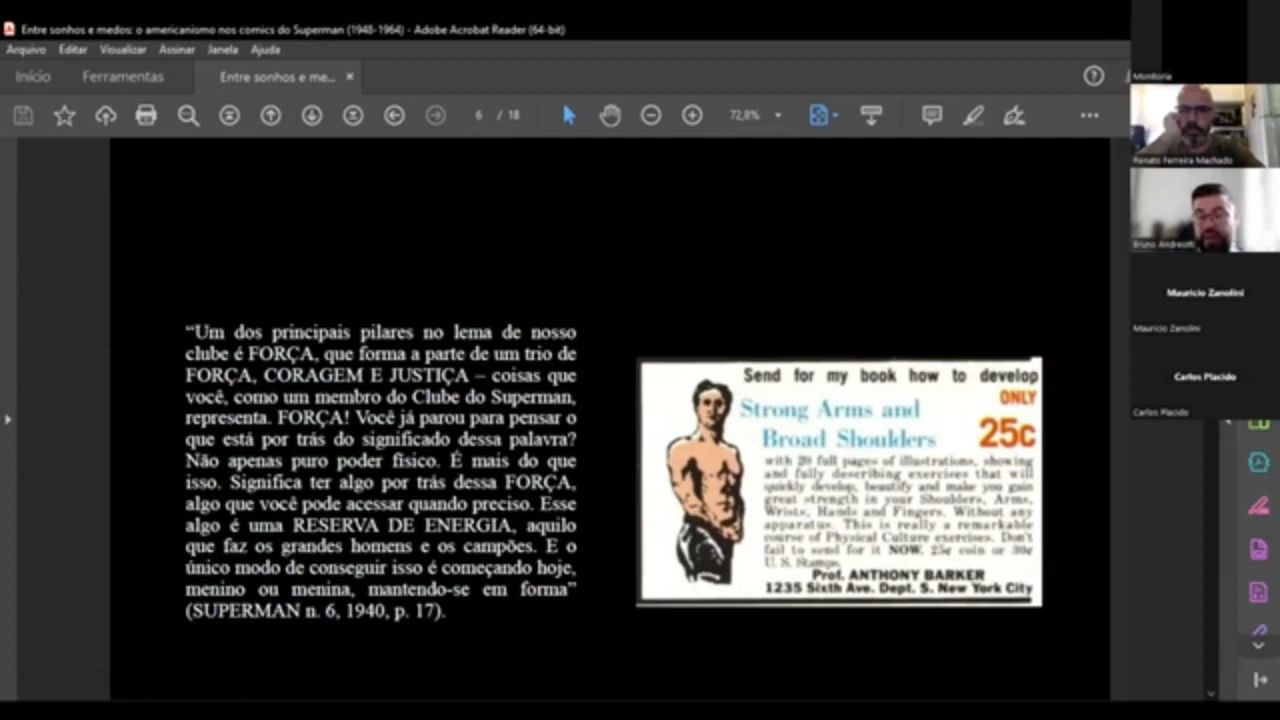 Entre sonhos e medos: o americanismo nos comics do Superman (1948-1964) - Adobe Acrobat Reader (64-bit)
Arquivo Editar Visualizar Assinar Janela Ajuda
Início Ferramentas Entre sonhos e me... ×
6 / 18 72,8%
Monitoria
Renato Ferreira Machado
Bruno Andreotti
Mauricio Zanolini
Mauricio Zanolini
Carlos Placido
Carlos Placido
“Um dos principais pilares no lema de nosso
clube é FORÇA, que forma a parte de um trio de
FORÇA, CORAGEM E JUSTIÇA – coisas que
você, como um membro do Clube do Superman,
representa. FORÇA! Você já parou para pensar o
que está por trás do significado dessa palavra?
Não apenas puro poder físico. É mais do que
isso. Significa ter algo por trás dessa FORÇA,
algo que você pode acessar quando preciso. Esse
algo é uma RESERVA DE ENERGIA, aquilo
que faz os grandes homens e os campões. E o
único modo de conseguir isso é começando hoje,
menino ou menina, mantendo-se em forma”
(SUPERMAN n. 6, 1940, p. 17).
Send for my book how to develop
Strong Arms and
Broad Shoulders
ONLY
25c
with 20 full pages of illustrations, showing
and fully describing exercises that will
quickly develop, beautify and make you gain
great strength in your Shoulders, Arms,
Wrists, Hands and Fingers. Without any
apparatus. This is really a remarkable
course of Physical Culture exercises. Don't
fail to send for it NOW. 25c coin or 30c
U. S. Stamps.
Prof. ANTHONY BARKER
1235 Sixth Ave. Dept. S. New York City